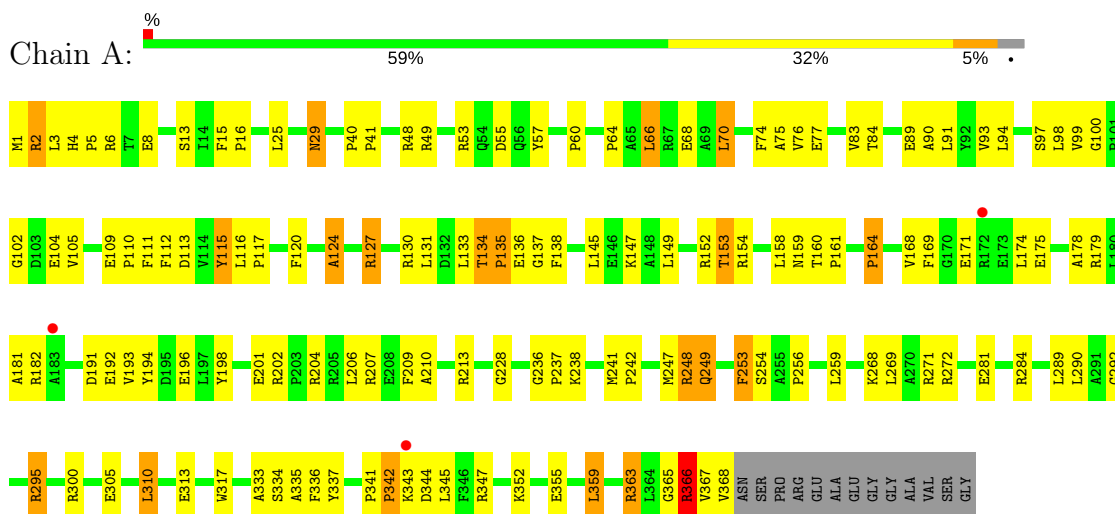 %
Chain A:
59% 32% 5% •
M1 R2 L3 H4 P5 R6 T7 E8 S13 I14 F15 P16 L25 N29 P40 P41 R48 R49 R53 Q54 D55 Q56 Y57 P60 P64 A65 L66 R67 E68 A69 L70 F74 A75 V76 E77 V83 T84 E89 A90 L91 Y92 V93 L94 S97 L98 V99 G100
G102 D103 E104 V105 E109 P110 F111 F112 D113 V114 Y115 L116 P117 F120 A124 R127 R130 L131 D132 L133 T134 P135 E136 G137 F138 L145 E146 K147 A148 L149 R152 T153 R154 L158 N159 T160 P161 P164 V168 F169 G170 E171 R172 E173 L174 E175 A178 R179
A181 R182 A183 D191 E192 V193 Y194 D195 E196 L197 Y198 E201 R202 P203 R204 R205 L206 R207 E208 F209 A210 R213 G228 G236 P237 K238 M241 P242 M247 R248 Q249 F253 S254 A255 P256 L259 K268 L269 A270 R271 R272 E281 R284 L289 L290 A291
R295 R300 E305 L310 E313 W317 A333 S334 A335 F336 Y337 P341 P342 K343 D344 L345 F346 R347 K352 E355 L359 R363 L364 G365 R366 V367 V368 ASN SER PRO ARG GLU ALA GLU GLY GLY ALA VAL SER GLY